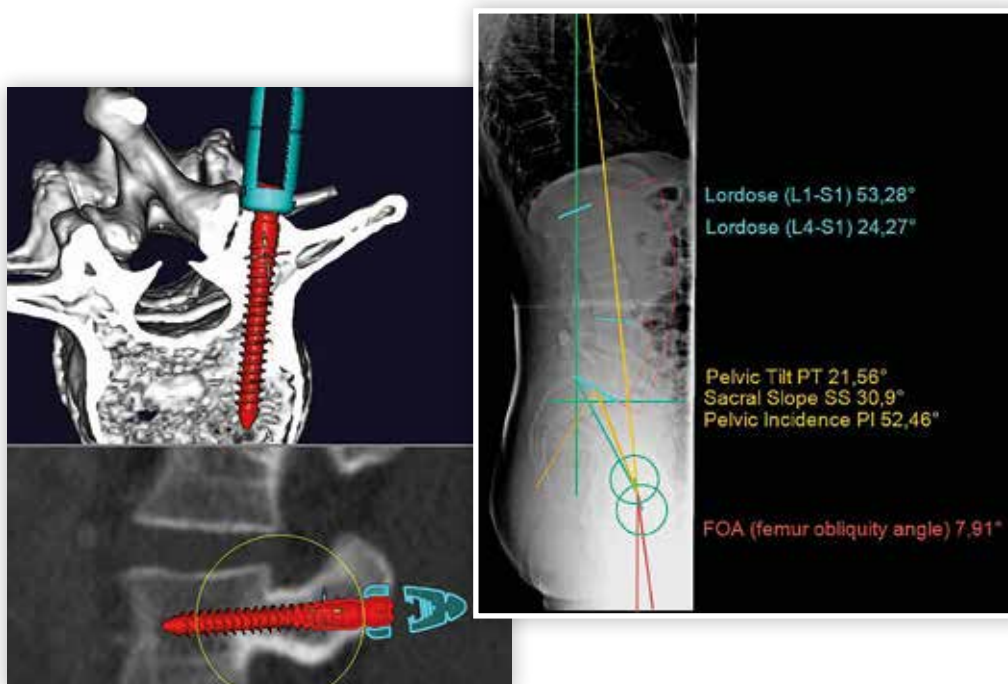 Lordose (L1-S1) 53,28°
Lordose (L4-S1) 24,27°
Pelvic Tilt PT 21,56°
Sacral Slope SS 30,9°
Pelvic Incidence PI 52,46°
FOA (femur obliquity angle) 7,91°